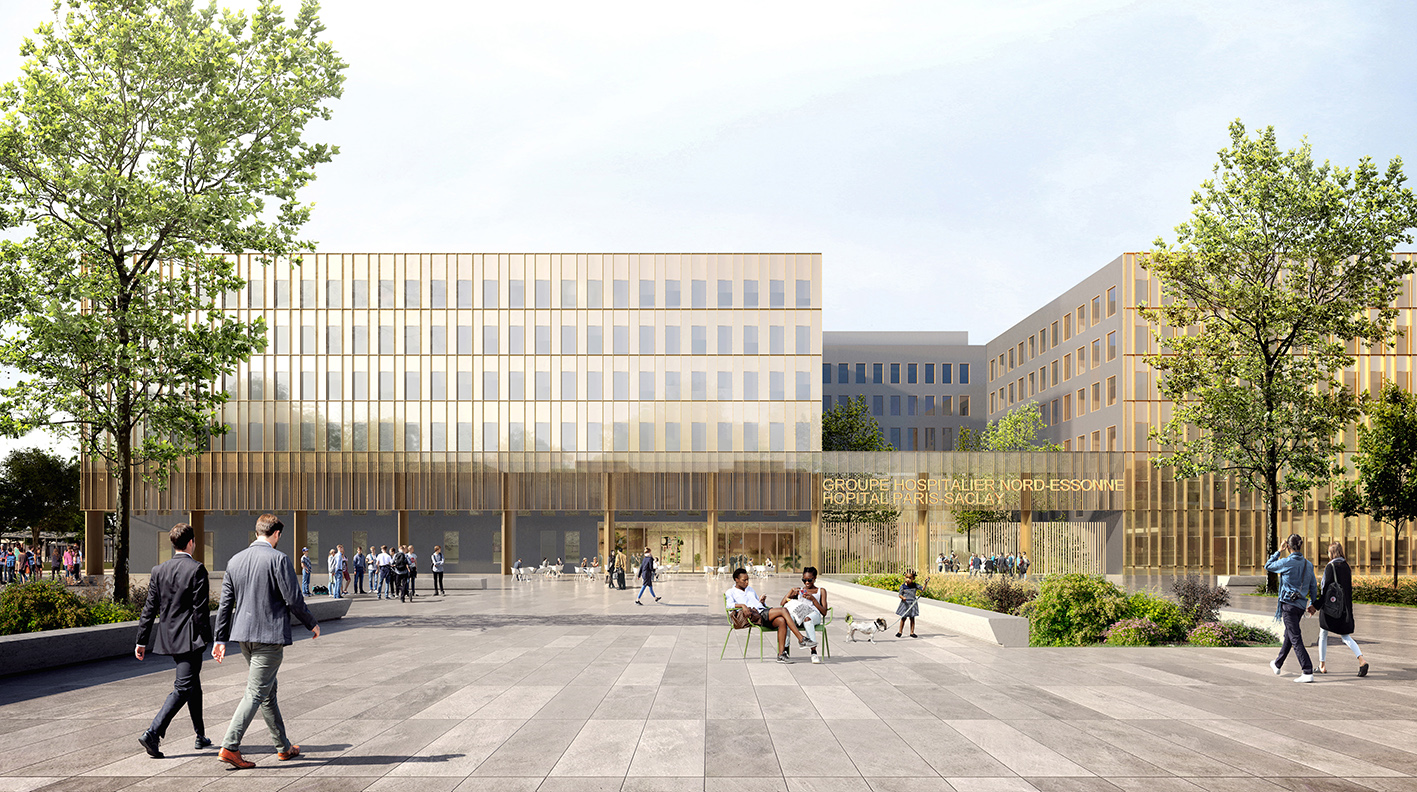 GROUPE HOSPITALIER NORD-ESSONNE
HOPITAL PARIS-SACLAY